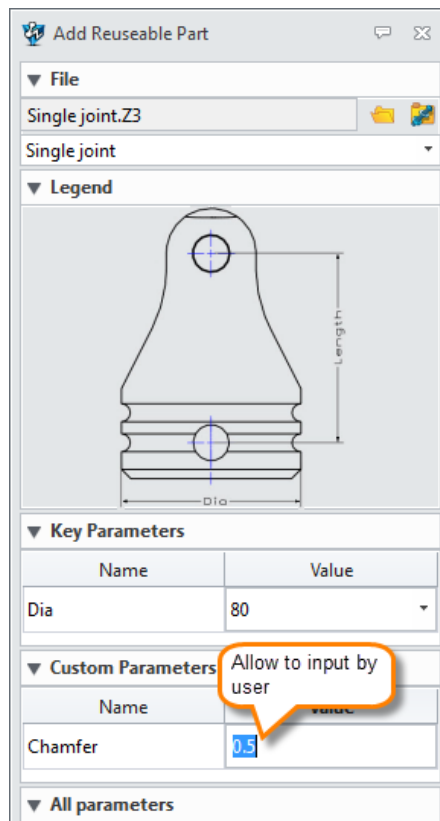 Add Reuseable Part
File
Single joint.Z3
Single joint
Legend
Length
Dia
Key Parameters
Name Value
Dia 80
Custom Parameters
Allow to input by
user
Name Value
Chamfer 0.5
All parameters